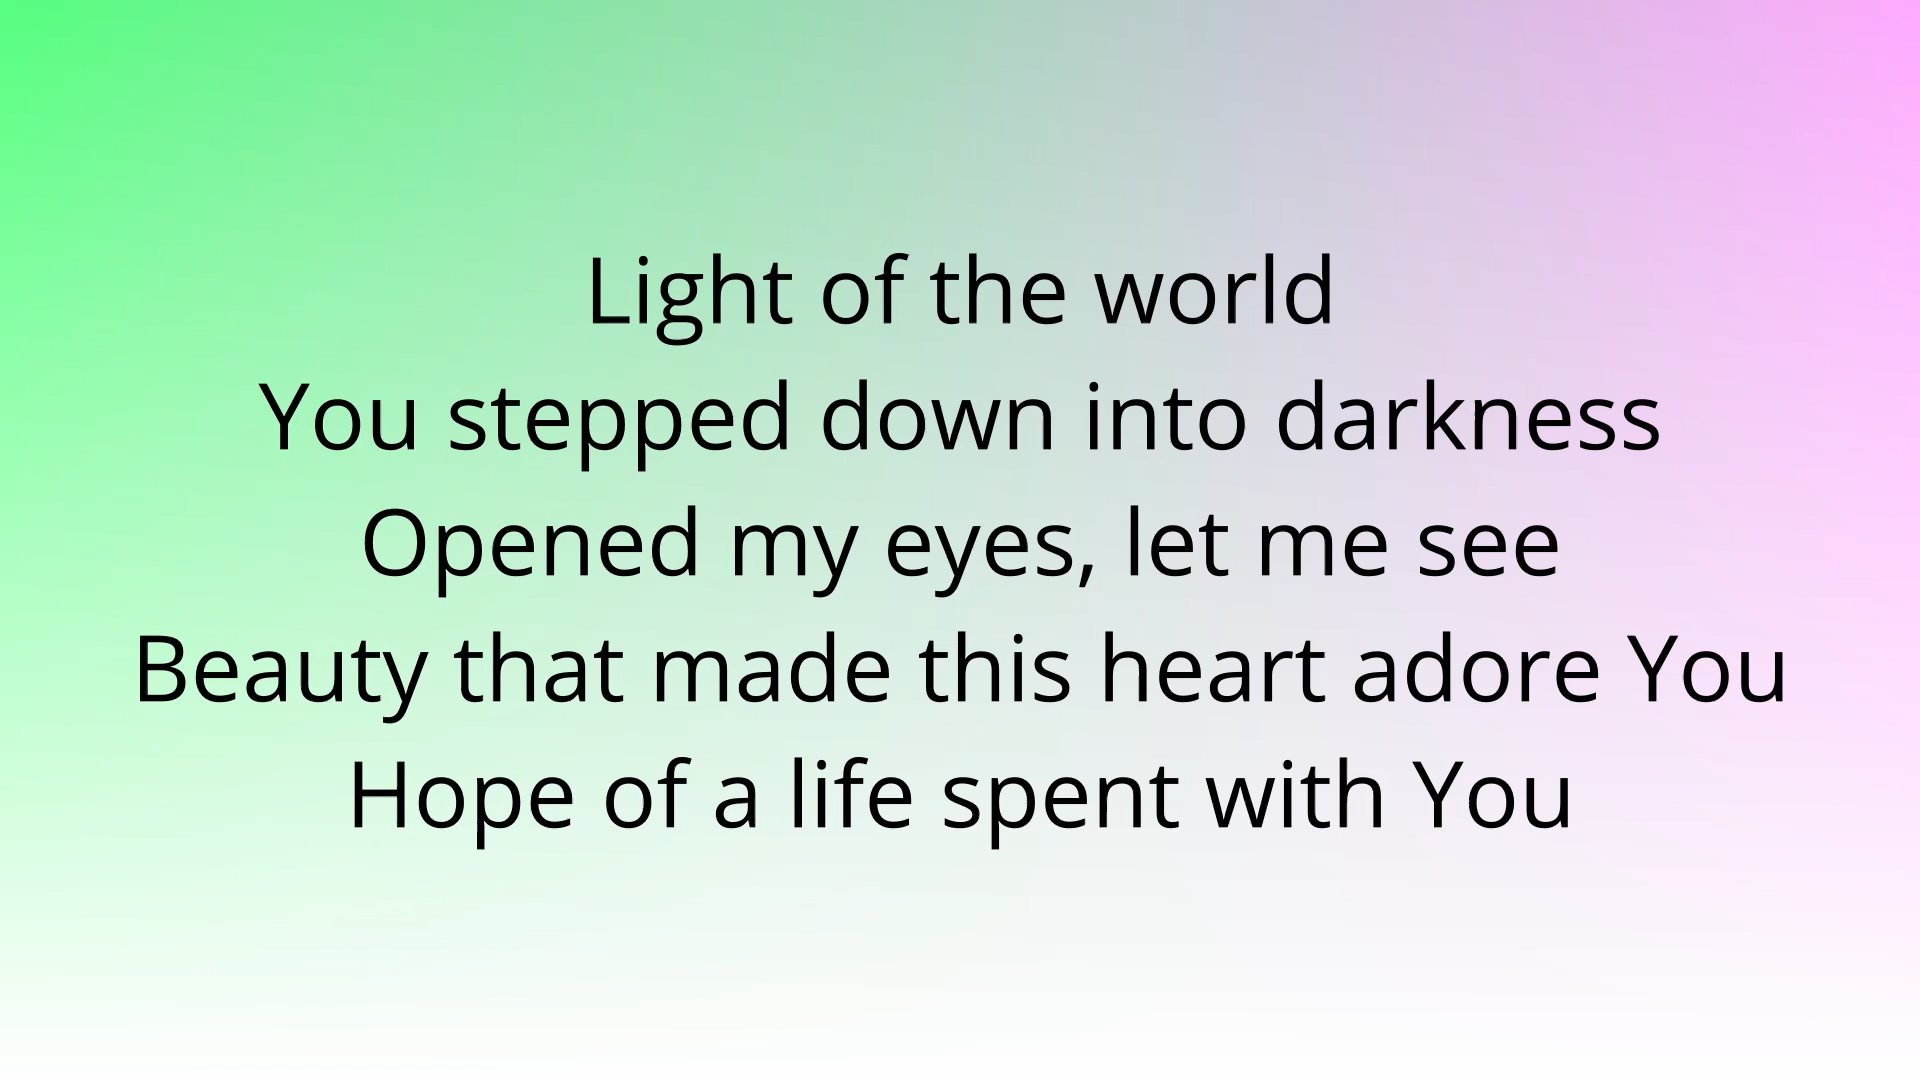 Light of the world
You stepped down into darkness
Opened my eyes, let me see
Beauty that made this heart adore You
Hope of a life spent with You